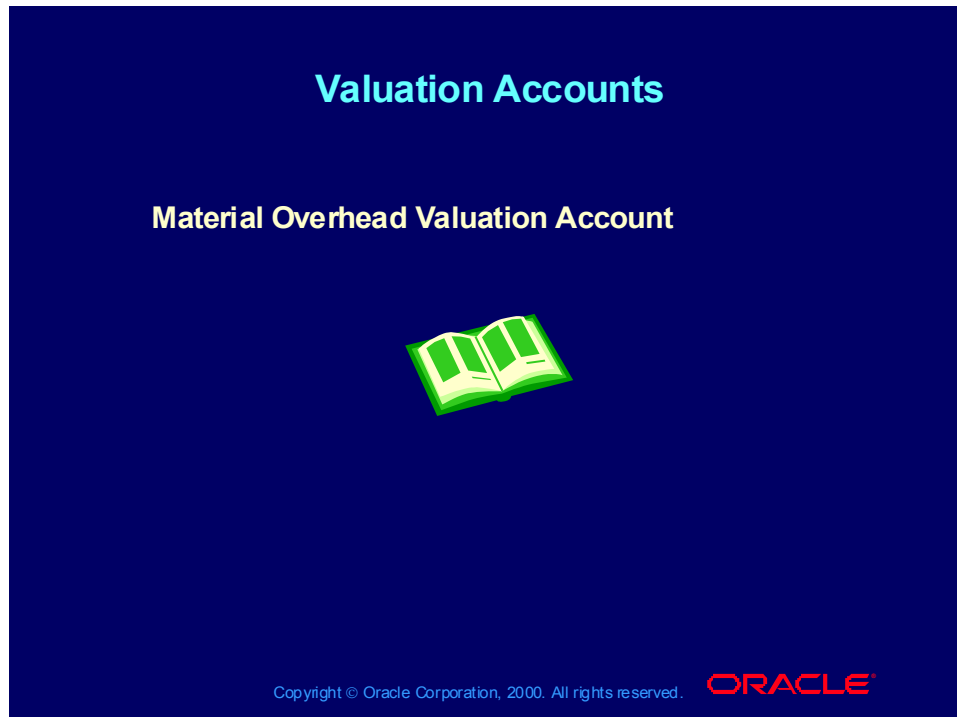 Valuation Accounts
Material Overhead Valuation Account
Copyright © Oracle Corporation, 2000. All rights reserved.
ORACLE®